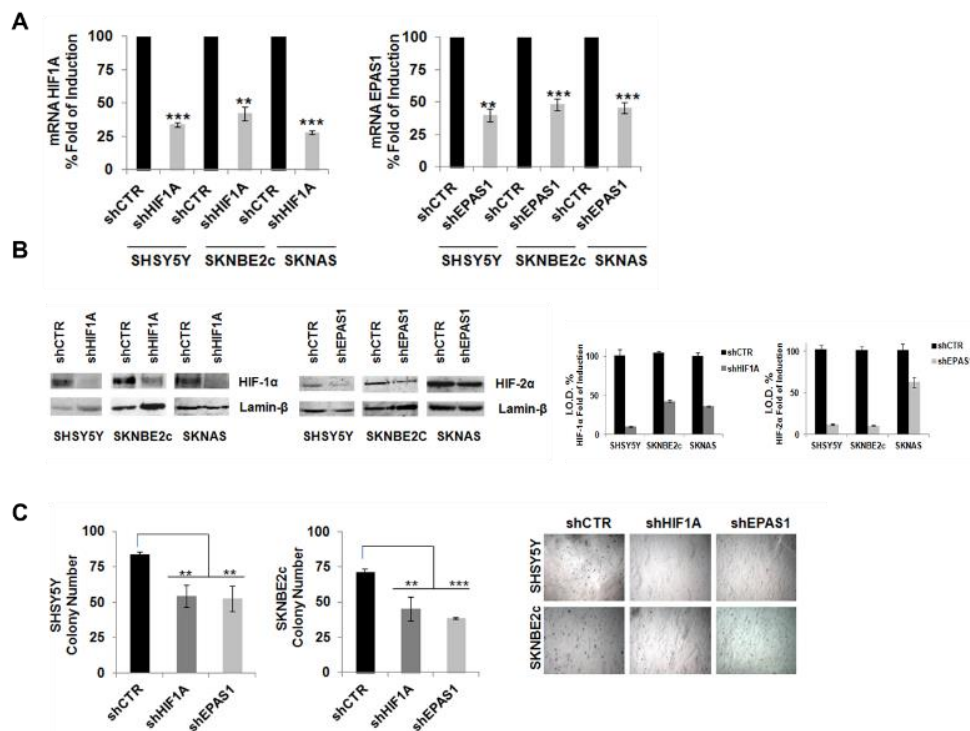 A
mRNA HIF1A
% Fold of Induction
100
75
50
25
0
***
**
***
shCTR
shHIF1A
shCTR
shHIF1A
shCTR
shHIF1A
SHSY5Y
SKNBE2c
SKNAS
mRNA EPAS1
% Fold of Induction
100
75
50
25
0
**
***
***
shCTR
shEPAS1
shCTR
shEPAS1
shCTR
shEPAS1
SHSY5Y
SKNBE2c
SKNAS
B
shCTR
shHIF1A
shCTR
shHIF1A
shCTR
shHIF1A
HIF-1α
Lamin-β
SHSY5Y
SKNBE2c
SKNAS
shCTR
shEPAS1
shCTR
shEPAS1
shCTR
shEPAS1
HIF-2α
Lamin-β
SHSY5Y
SKNBE2C
SKNAS
I.O.D. %
HIF-1α Fold of Induction
100
50
0
shCTR
shHIF1A
SHSY5Y
SKNBE2c
SKNAS
I.O.D. %
HIF-2α Fold of Induction
100
50
0
shCTR
shEPAS1
SHSY5Y
SKNBE2c
SKNAS
C
SHSY5Y
Colony Number
100
75
50
25
0
**
**
shCTR
shHIF1A
shEPAS1
SKNBE2c
Colony Number
100
75
50
25
0
**
***
shCTR
shHIF1A
shEPAS1
shCTR
shHIF1A
shEPAS1
SHSY5Y
SKNBE2c